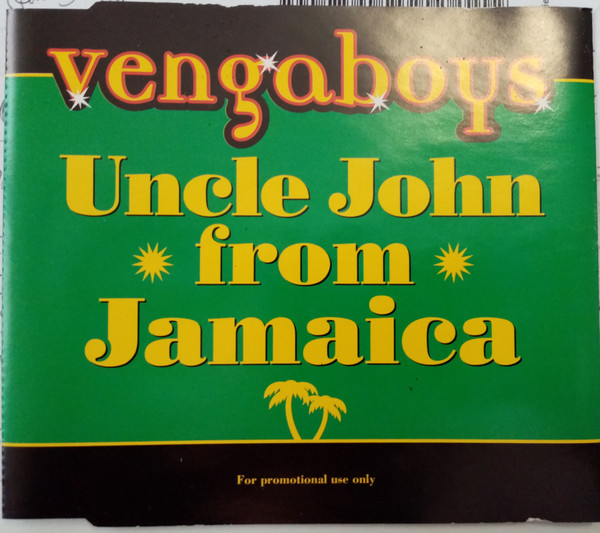 vengaboys
Uncle John
from
Jamaica
For promotional use only